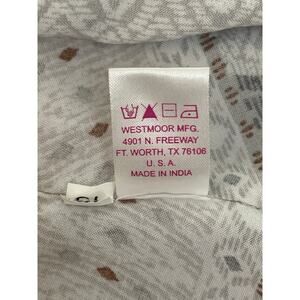 WESTMOOR MFG.
4901 N. FREEWAY
FT. WORTH, TX 76106
U. S. A.
MADE IN INDIA